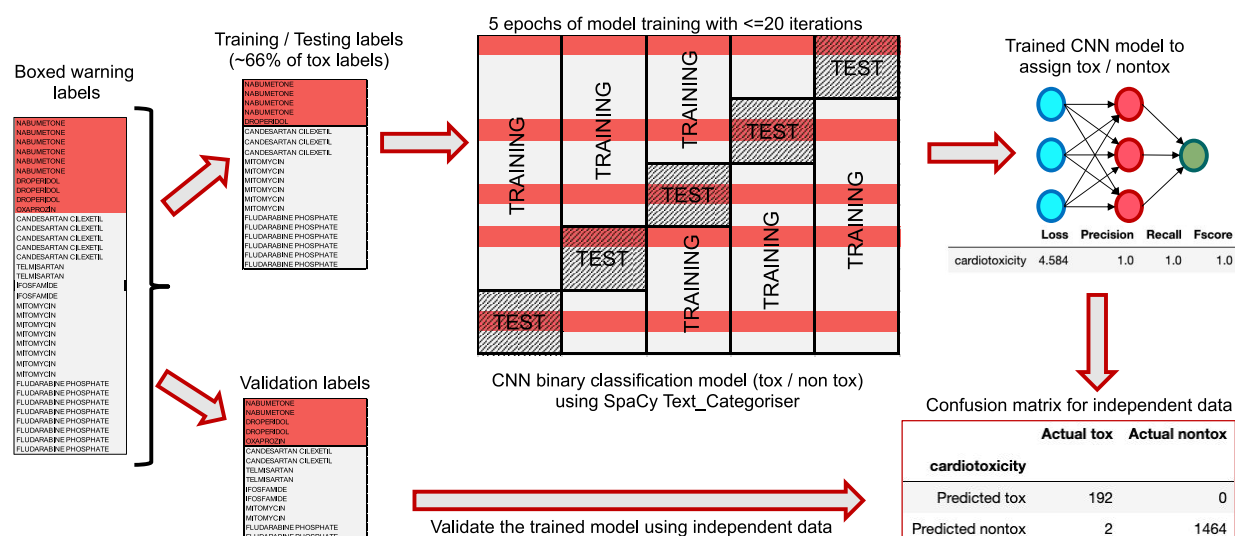 5 epochs of model training with <=20 iterations
Training / Testing labels
(~66% of tox labels)
Trained CNN model to
assign tox / nontox
Boxed warning
labels
NABUMETONE
NABUMETONE
NABUMETONE
NABUMETONE
NABUMETONE
NABUMETONE
DROPERIDOL
DROPERIDOL
DROPERIDOL
OXAPROZIN
CANDESARTAN CILEXETIL
CANDESARTAN CILEXETIL
CANDESARTAN CILEXETIL
CANDESARTAN CILEXETIL
CANDESARTAN CILEXETIL
TELMISARTAN
TELMISARTAN
IFOSFAMIDE
IFOSFAMIDE
MITOMYCIN
MITOMYCIN
MITOMYCIN
MITOMYCIN
MITOMYCIN
MITOMYCIN
MITOMYCIN
MITOMYCIN
FLUDARABINE PHOSPHATE
FLUDARABINE PHOSPHATE
FLUDARABINE PHOSPHATE
FLUDARABINE PHOSPHATE
FLUDARABINE PHOSPHATE
FLUDARABINE PHOSPHATE
FLUDARABINE PHOSPHATE
FLUDARABINE PHOSPHATE
NABUMETONE
NABUMETONE
NABUMETONE
NABUMETONE
DROPERIDOL
CANDESARTAN CILEXETIL
CANDESARTAN CILEXETIL
CANDESARTAN CILEXETIL
MITOMYCIN
MITOMYCIN
MITOMYCIN
MITOMYCIN
MITOMYCIN
MITOMYCIN
FLUDARABINE PHOSPHATE
FLUDARABINE PHOSPHATE
FLUDARABINE PHOSPHATE
FLUDARABINE PHOSPHATE
FLUDARABINE PHOSPHATE
FLUDARABINE PHOSPHATE
TRAINING
TEST
TRAINING
TEST
TRAINING
TEST
TRAINING
TEST
TRAINING
TEST
TRAINING
CNN binary classification model (tox / non tox)
using SpaCy Text_Categoriser
Loss Precision Recall Fscore
cardiotoxicity 4.584 1.0 1.0 1.0
Validation labels
NABUMETONE
NABUMETONE
DROPERIDOL
DROPERIDOL
OXAPROZIN
CANDESARTAN CILEXETIL
CANDESARTAN CILEXETIL
TELMISARTAN
TELMISARTAN
IFOSFAMIDE
IFOSFAMIDE
MITOMYCIN
MITOMYCIN
FLUDARABINE PHOSPHATE
FLUDARABINE PHOSPHATE
Validate the trained model using independent data
Confusion matrix for independent data
Actual tox Actual nontox
cardiotoxicity
Predicted tox 192 0
Predicted nontox 2 1464